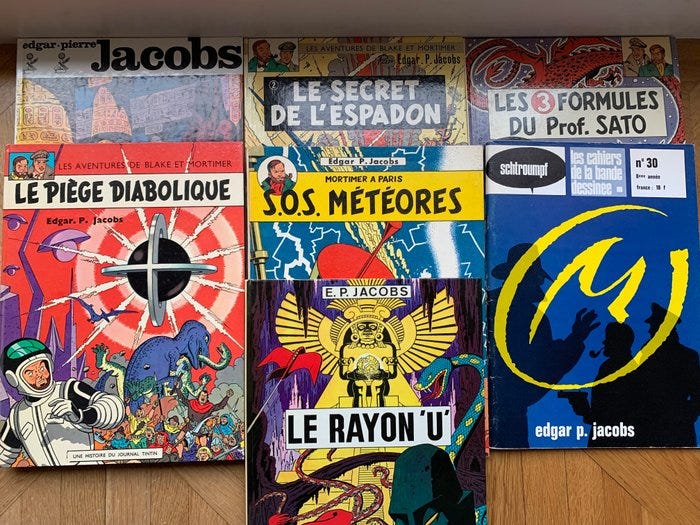 edgar-pierre
Jacobs
LES AVENTURES DE BLAKE ET MORTIMER
Edgar. P. Jacobs
2
LE SECRET
DE L'ESPADON
LES 3 FORMULES
DU Prof. SATO
LES AVENTURES DE BLAKE ET MORTIMER
LE PIÈGE DIABOLIQUE
Edgar. P. Jacobs
UNE HISTOIRE DU JOURNAL TINTIN
Edgar P. Jacobs
MORTIMER A PARIS
S.O.S. MÉTÉORES
E. P. JACOBS
LE RAYON 'U'
schtroumpf
les cahiers
de la bande
dessinée
n° 30
8ème année
france : 18 f
M
edgar p. jacobs